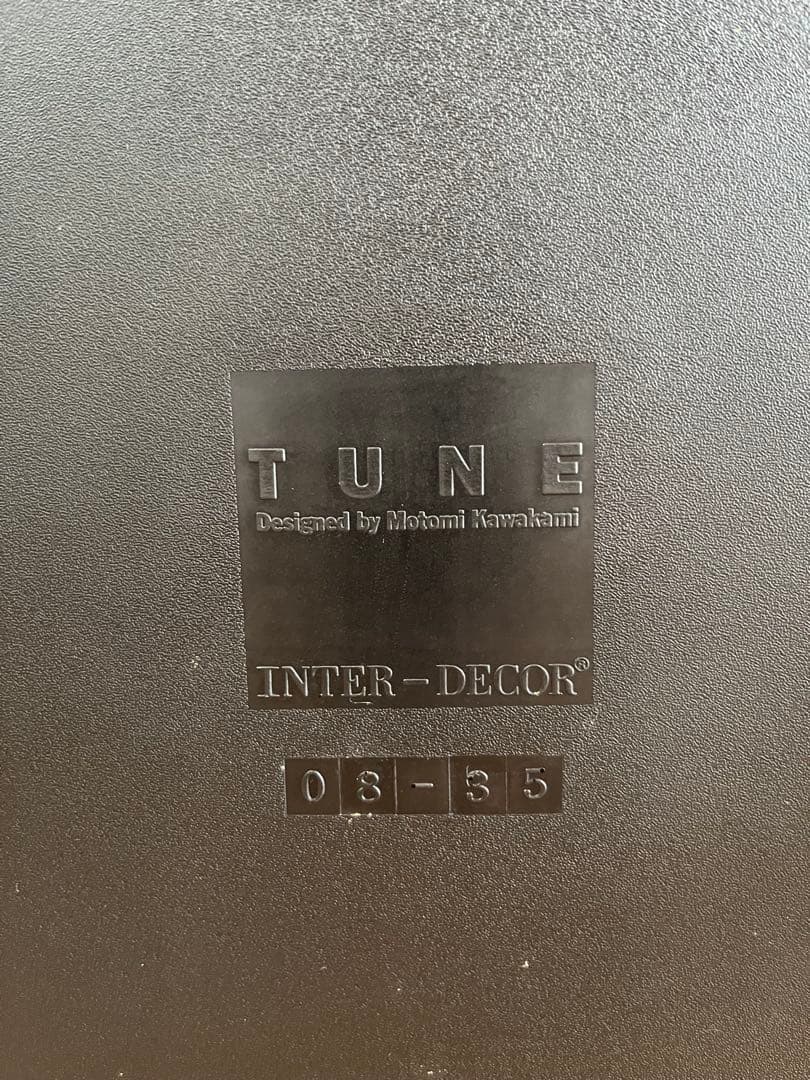 TUNE
Designed by Motomi Kawakami
INTER-DECOR®
08-35